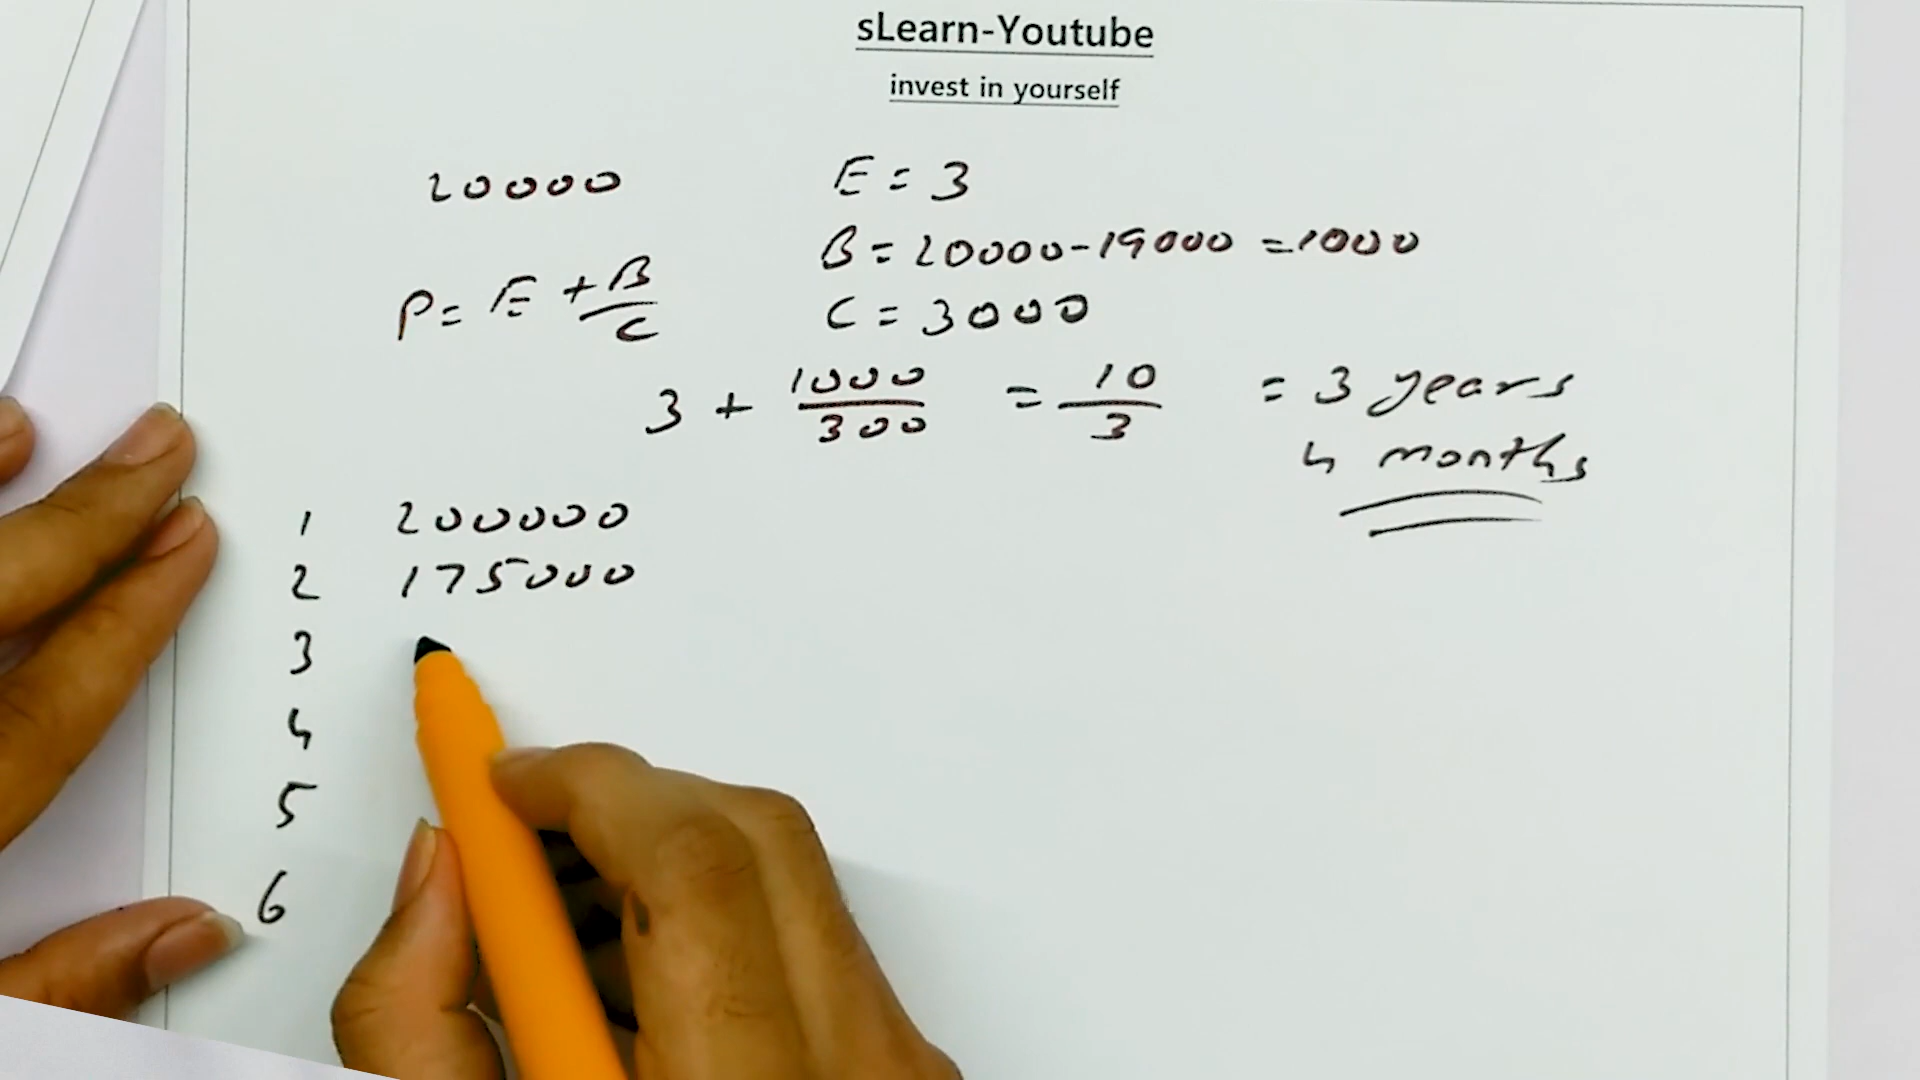 sLearn-Youtube
invest in yourself
20000
E = 3
B = 20000-19000 =1000
P = E + B/C
C = 3000
3 + 1000/300 = 10/3 = 3 years
4 months
1 200000
2 175000
3
4
5
6